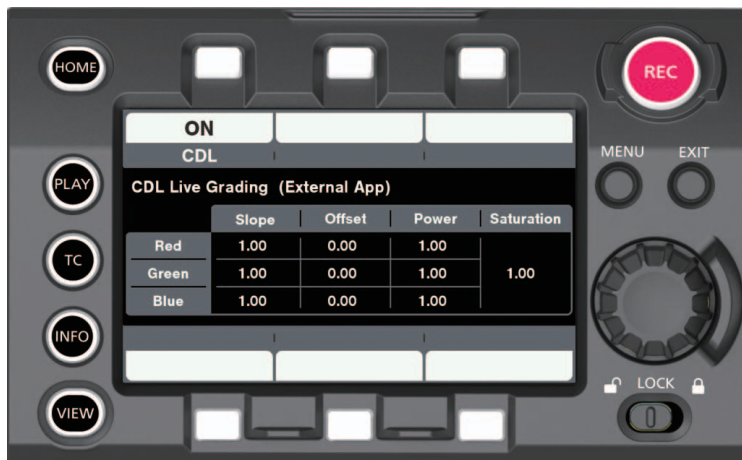 HOME
REC
ON
CDL
MENU EXIT
PLAY
CDL Live Grading (External App)
Slope Offset Power Saturation
Red 1.00 0.00 1.00
TC
Green 1.00 0.00 1.00 1.00
Blue 1.00 0.00 1.00
INFO
LOCK
VIEW